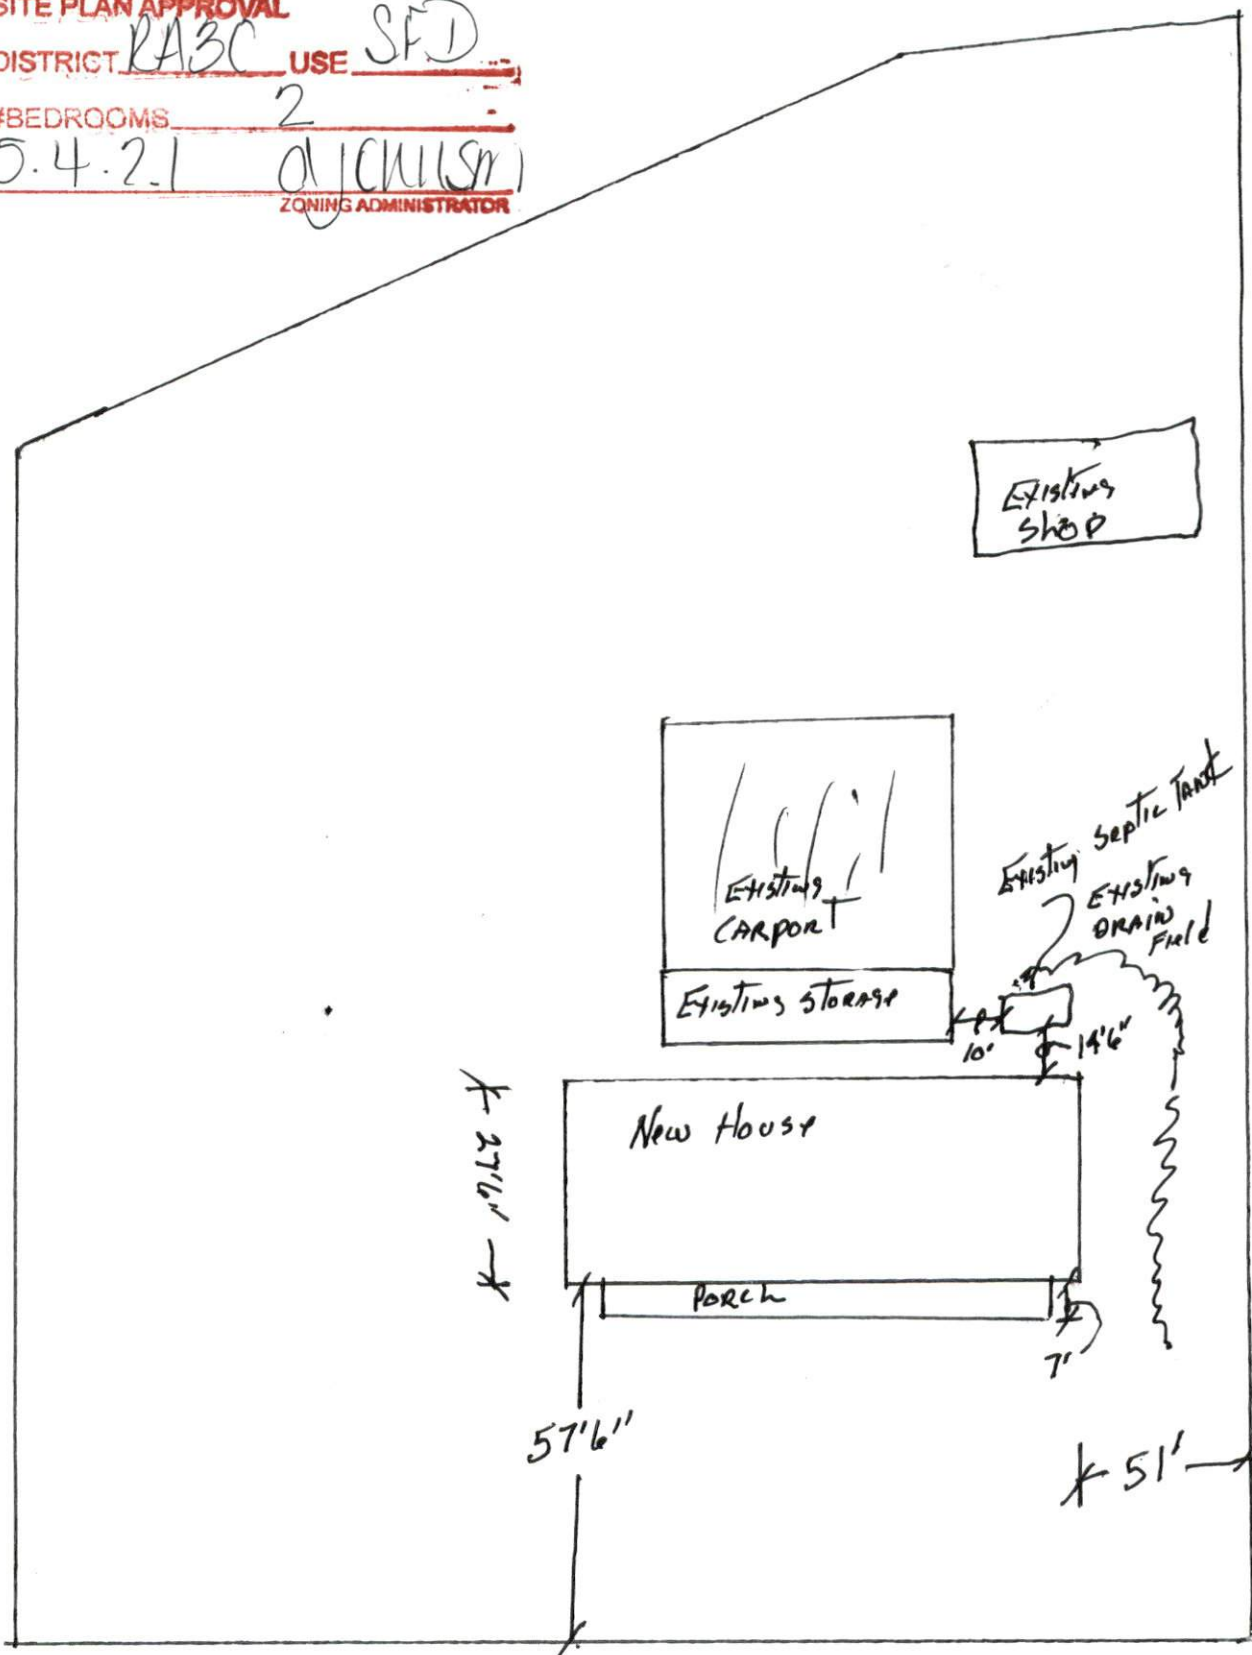 SITE PLAN APPROVAL
DISTRICT RA3C USE SFD
#BEDROOMS 2
5.4.21
ZONING ADMINISTRATOR
Existing
Shop
Existing
CARPORT
Existing Storage
Existing Septic Tank
Existing
DRAIN
Field
10'
14'6"
New House
27'6"
Porch
7'
57'6"
51'